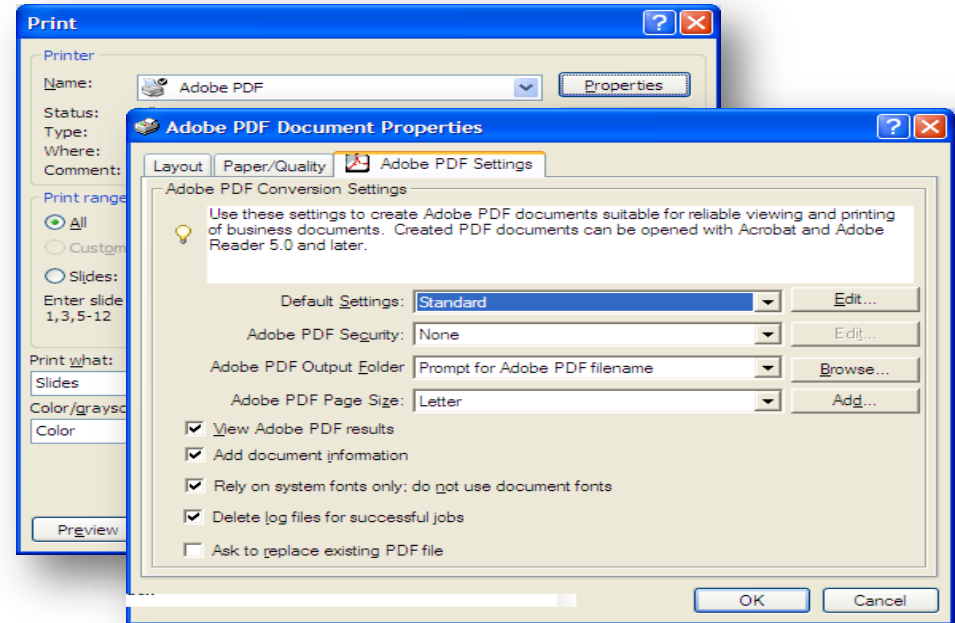 Print
Printer
Name:
Adobe PDF
Properties
Status:
Type:
Where:
Comment:
Print range
All
Custom
Slides:
Enter slide
1,3,5-12
Print what:
Slides
Color/graysc
Color
Preview
Adobe PDF Document Properties
Layout
Paper/Quality
Adobe PDF Settings
Adobe PDF Conversion Settings
Use these settings to create Adobe PDF documents suitable for reliable viewing and printing
of business documents. Created PDF documents can be opened with Acrobat and Adobe
Reader 5.0 and later.
Default Settings: Standard Edit...
Adobe PDF Security: None Edit...
Adobe PDF Output Folder Prompt for Adobe PDF filename Browse...
Adobe PDF Page Size: Letter Add...
View Adobe PDF results
Add document information
Rely on system fonts only; do not use document fonts
Delete log files for successful jobs
Ask to replace existing PDF file
OK Cancel